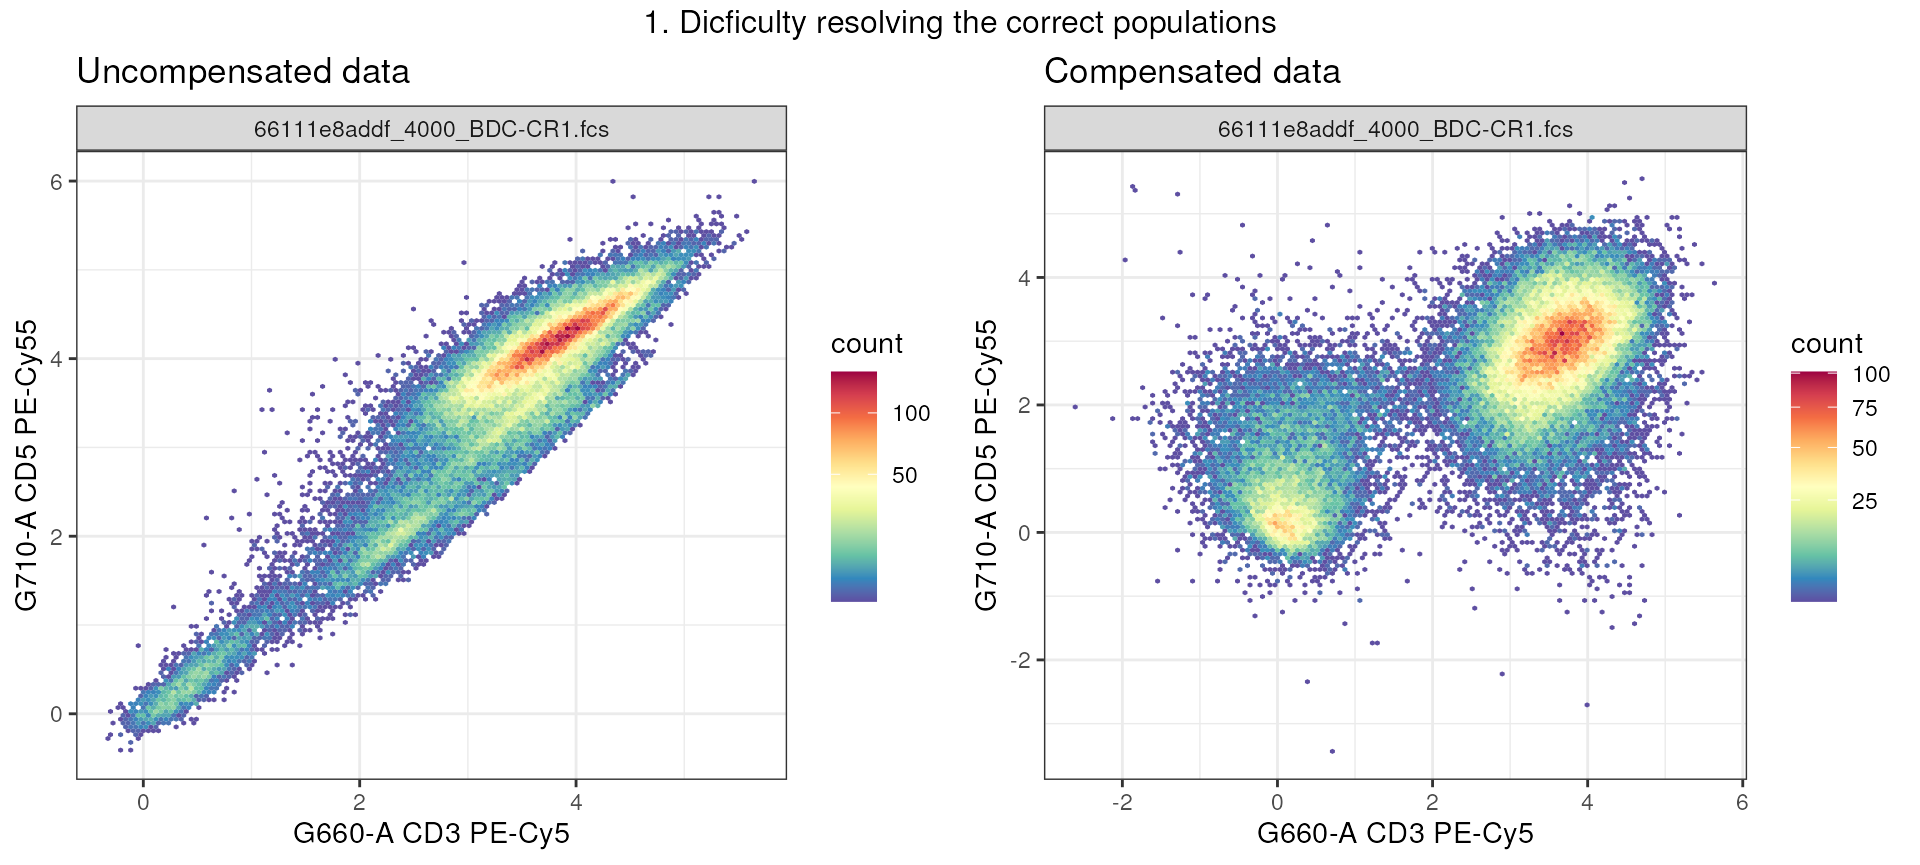 1. Dicficulty resolving the correct populations
Uncompensated data
66111e8addf_4000_BDC-CR1.fcs
6
4
2
0
0
2
4
G710-A CD5 PE-Cy55
G660-A CD3 PE-Cy5
count
100
50
Compensated data
66111e8addf_4000_BDC-CR1.fcs
4
2
0
-2
-2
0
2
4
6
G710-A CD5 PE-Cy55
G660-A CD3 PE-Cy5
count
100
75
50
25